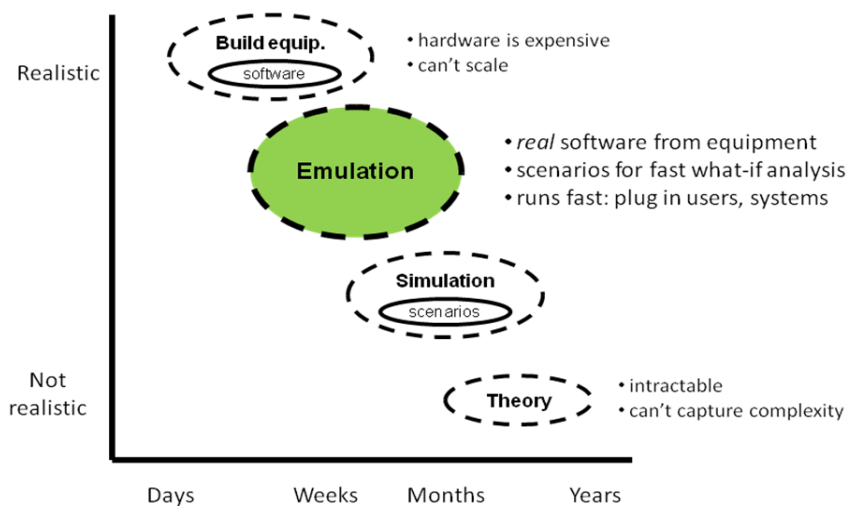 Realistic
Build equip.
software
• hardware is expensive
• can't scale
Emulation
• real software from equipment
• scenarios for fast what-if analysis
• runs fast: plug in users, systems
Simulation
scenarios
Not
realistic
Theory
• intractable
• can't capture complexity
Days Weeks Months Years